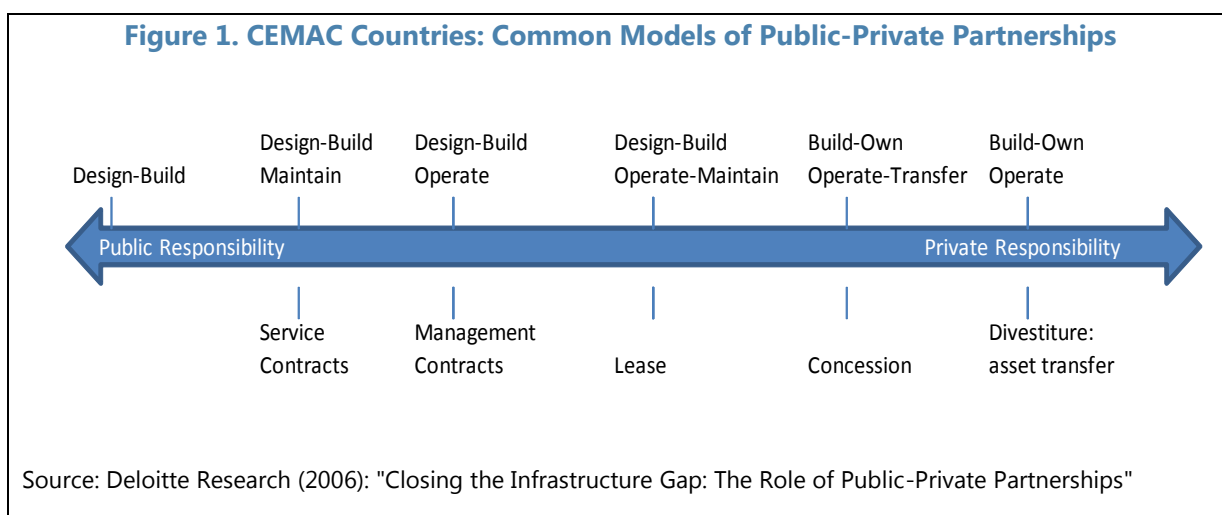 Figure 1. CEMAC Countries: Common Models of Public-Private Partnerships
Design-Build
Design-Build
Maintain
Design-Build
Operate
Design-Build
Operate-Maintain
Build-Own
Operate-Transfer
Build-Own
Operate
Public Responsibility
Private Responsibility
Service
Contracts
Management
Contracts
Lease
Concession
Divestiture:
asset transfer
Source: Deloitte Research (2006): "Closing the Infrastructure Gap: The Role of Public-Private Partnerships"